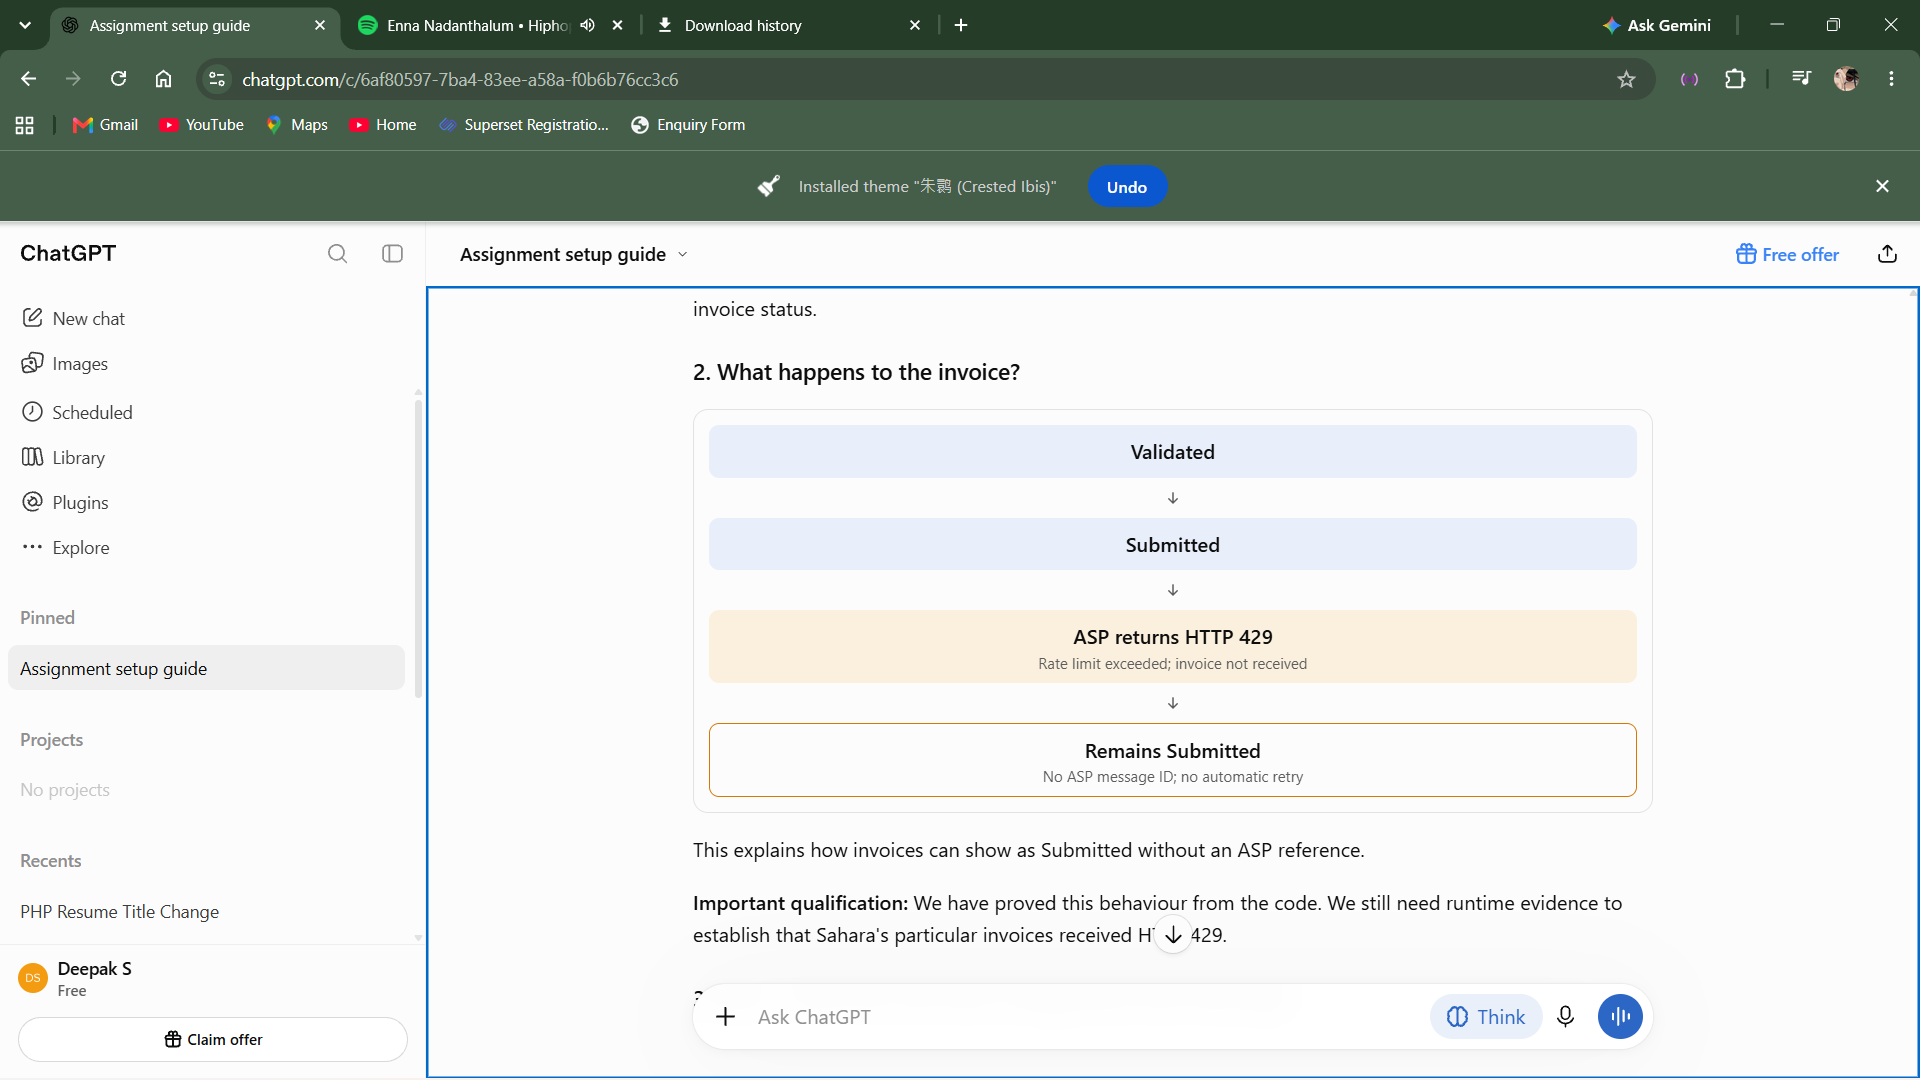 Assignment setup guide
Enna Nadanthalum • Hipho
Download history
Ask Gemini
chatgpt.com/c/6af80597-7ba4-83ee-a58a-f0b6b76cc3c6
Gmail
YouTube
Maps
Home
Superset Registratio...
Enquiry Form
Installed theme "朱鹮 (Crested Ibis)"
Undo
ChatGPT
Assignment setup guide
Free offer
New chat
Images
Scheduled
Library
Plugins
Explore
Pinned
Assignment setup guide
Projects
No projects
Recents
PHP Resume Title Change
DS
Deepak S
Free
Claim offer
invoice status.
2. What happens to the invoice?
Validated
↓
Submitted
↓
ASP returns HTTP 429
Rate limit exceeded; invoice not received
↓
Remains Submitted
No ASP message ID; no automatic retry
This explains how invoices can show as Submitted without an ASP reference.
Important qualification: We have proved this behaviour from the code. We still need runtime evidence to
establish that Sahara's particular invoices received 429.
Ask ChatGPT
Think